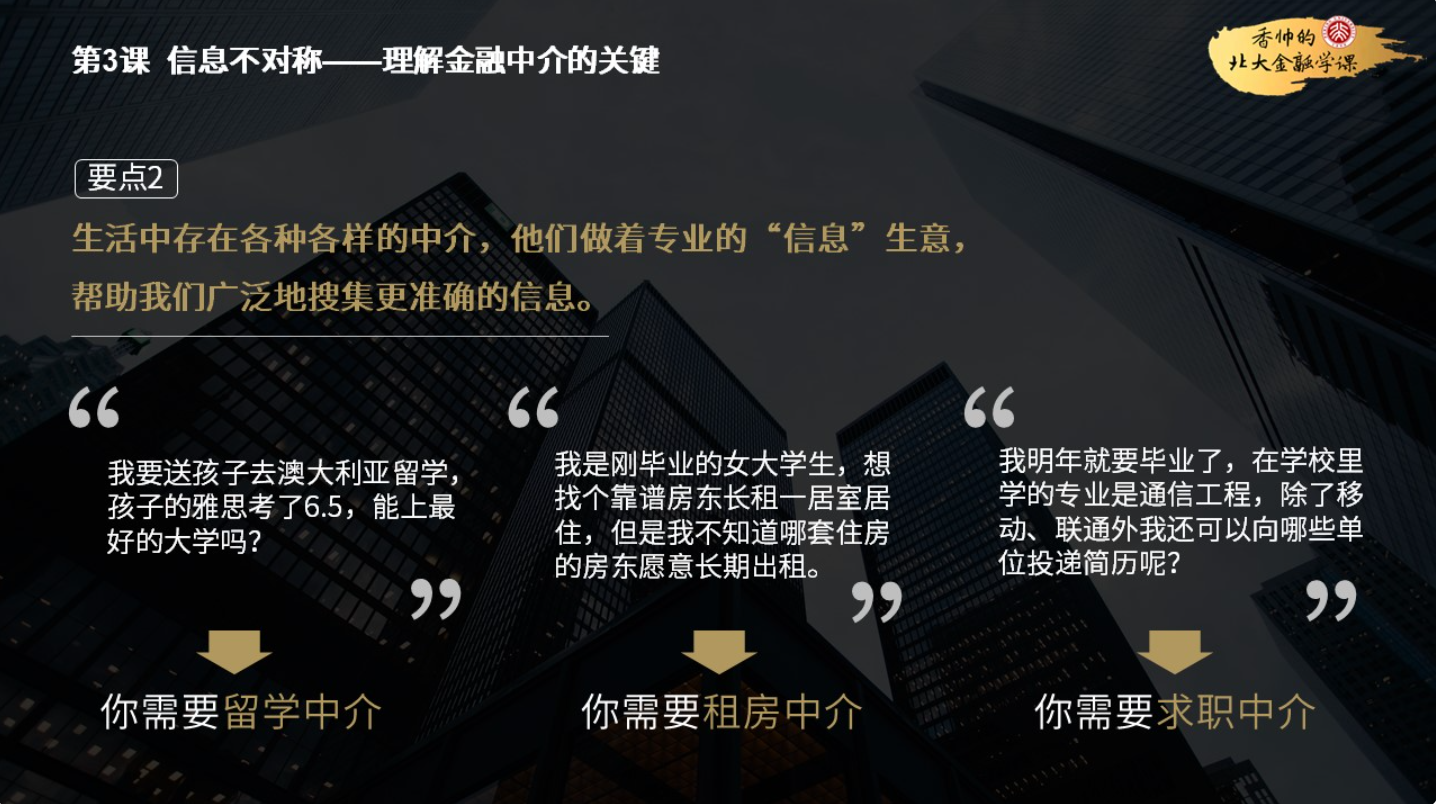 第3课 信息不对称——理解金融中介的关键
香帅的
北大金融学课
要点2
生活中存在各种各样的中介，他们做着专业的“信息”生意，
帮助我们广泛地搜集更准确的信息。
“
我要送孩子去澳大利亚留学，
孩子的雅思考了6.5，能上最
好的大学吗？
”
你需要留学中介
“
我是刚毕业的女大学生，想
找个靠谱房东长租一居室居
住，但是我不知道哪套住房
的房东愿意长期出租。
”
你需要租房中介
“
我明年就要毕业了，在学校里
学的专业是通信工程，除了移
动、联通外我还可以向哪些单
位投递简历呢？
”
你需要求职中介